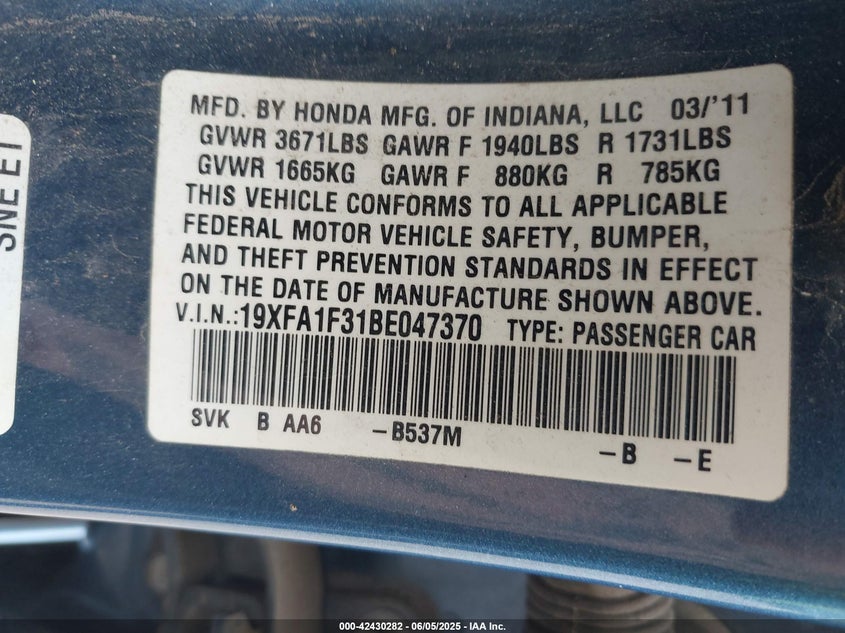 MFD. BY HONDA MFG. OF INDIANA, LLC 03/'11
GVWR 3671LBS GAWR F 1940LBS R 1731LBS
GVWR 1665KG GAWR F 880KG R 785KG
THIS VEHICLE CONFORMS TO ALL APPLICABLE
FEDERAL MOTOR VEHICLE SAFETY, BUMPER,
AND THEFT PREVENTION STANDARDS IN EFFECT
ON THE DATE OF MANUFACTURE SHOWN ABOVE.
V.I.N.:19XFA1F31BE047370 TYPE: PASSENGER CAR
SVK B AA6 -B537M
-B -E
000-42430282 - 06/05/2025 - IAA Inc.